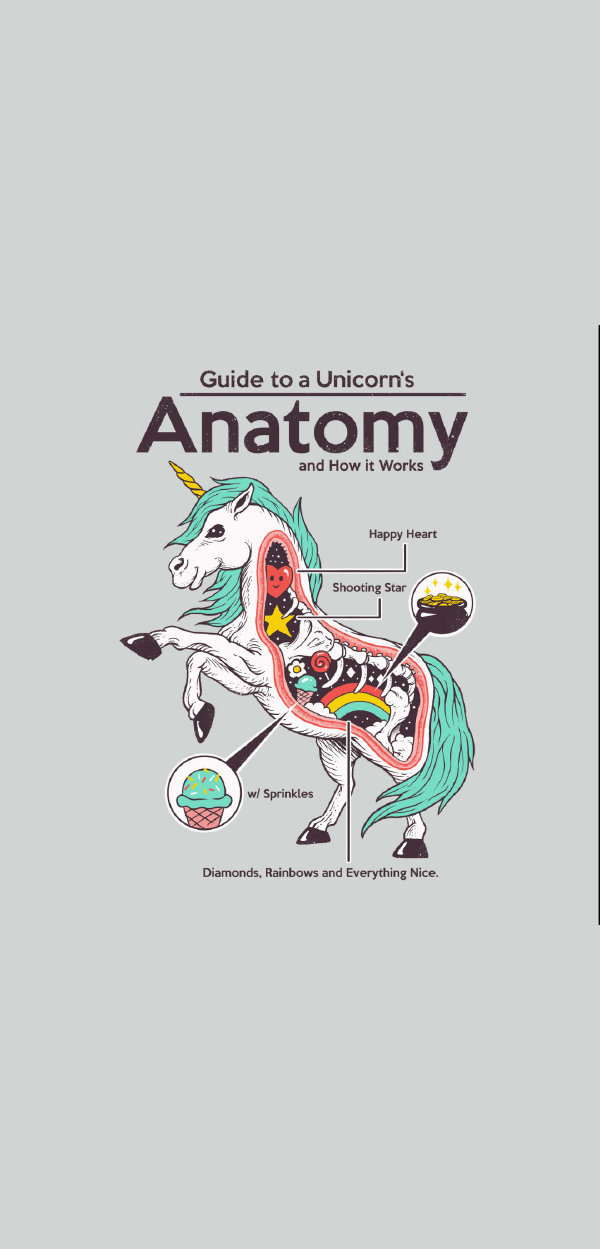 Guide to a Unicorn's
Anatomy
and How it Works
Happy Heart
Shooting Star
w/ Sprinkles
Diamonds, Rainbows and Everything Nice.